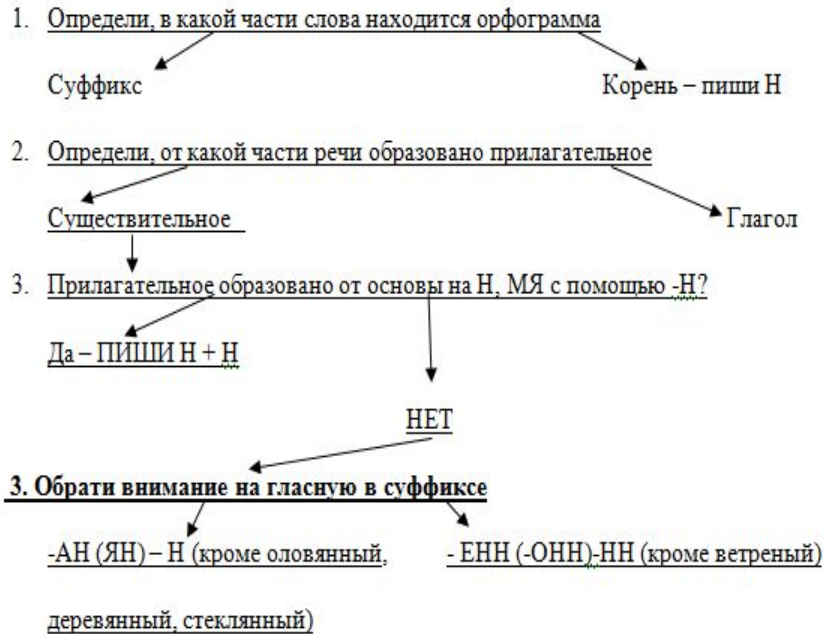 1. Определи, в какой части слова находится орфограмма
Суффикс Корень – пиши Н
2. Определи, от какой части речи образовано прилагательное
Существительное Глагол
3. Прилагательное образовано от основы на Н, МЯ с помощью -Н?
Да – ПИШИ Н + Н
НЕТ
3. Обрати внимание на гласную в суффиксе
-АН (ЯН) – Н (кроме оловянный, - ЕНН (-ОНН)-НН (кроме ветреный)
деревянный, стеклянный)